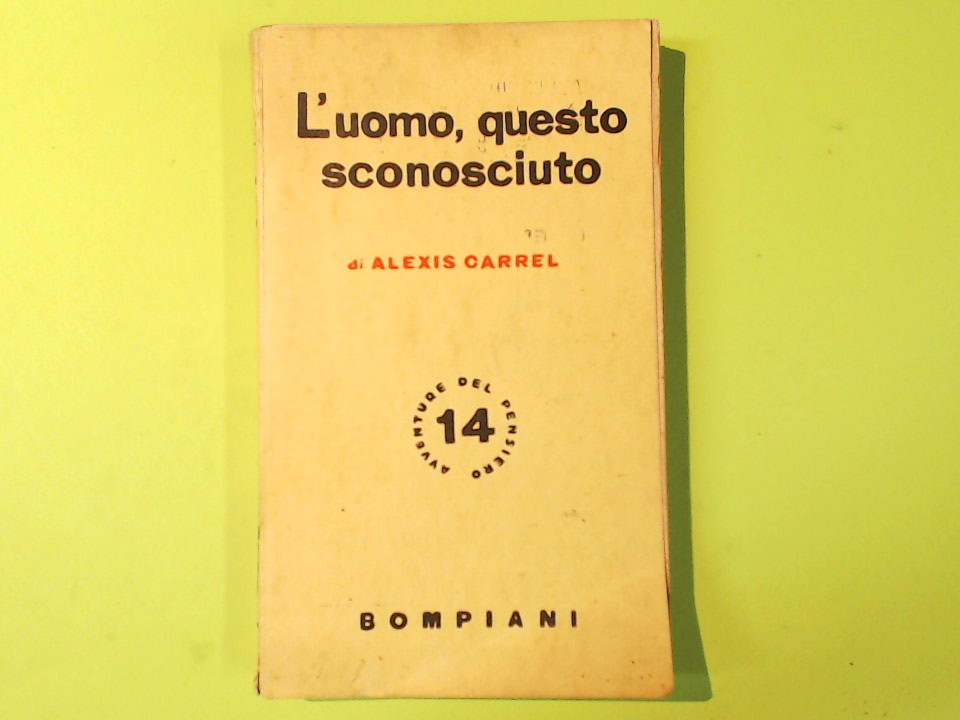 L'uomo, questo
sconosciuto
di ALEXIS CARREL
AVVENTURE DEL PENSIERO
14
BOMPIANI